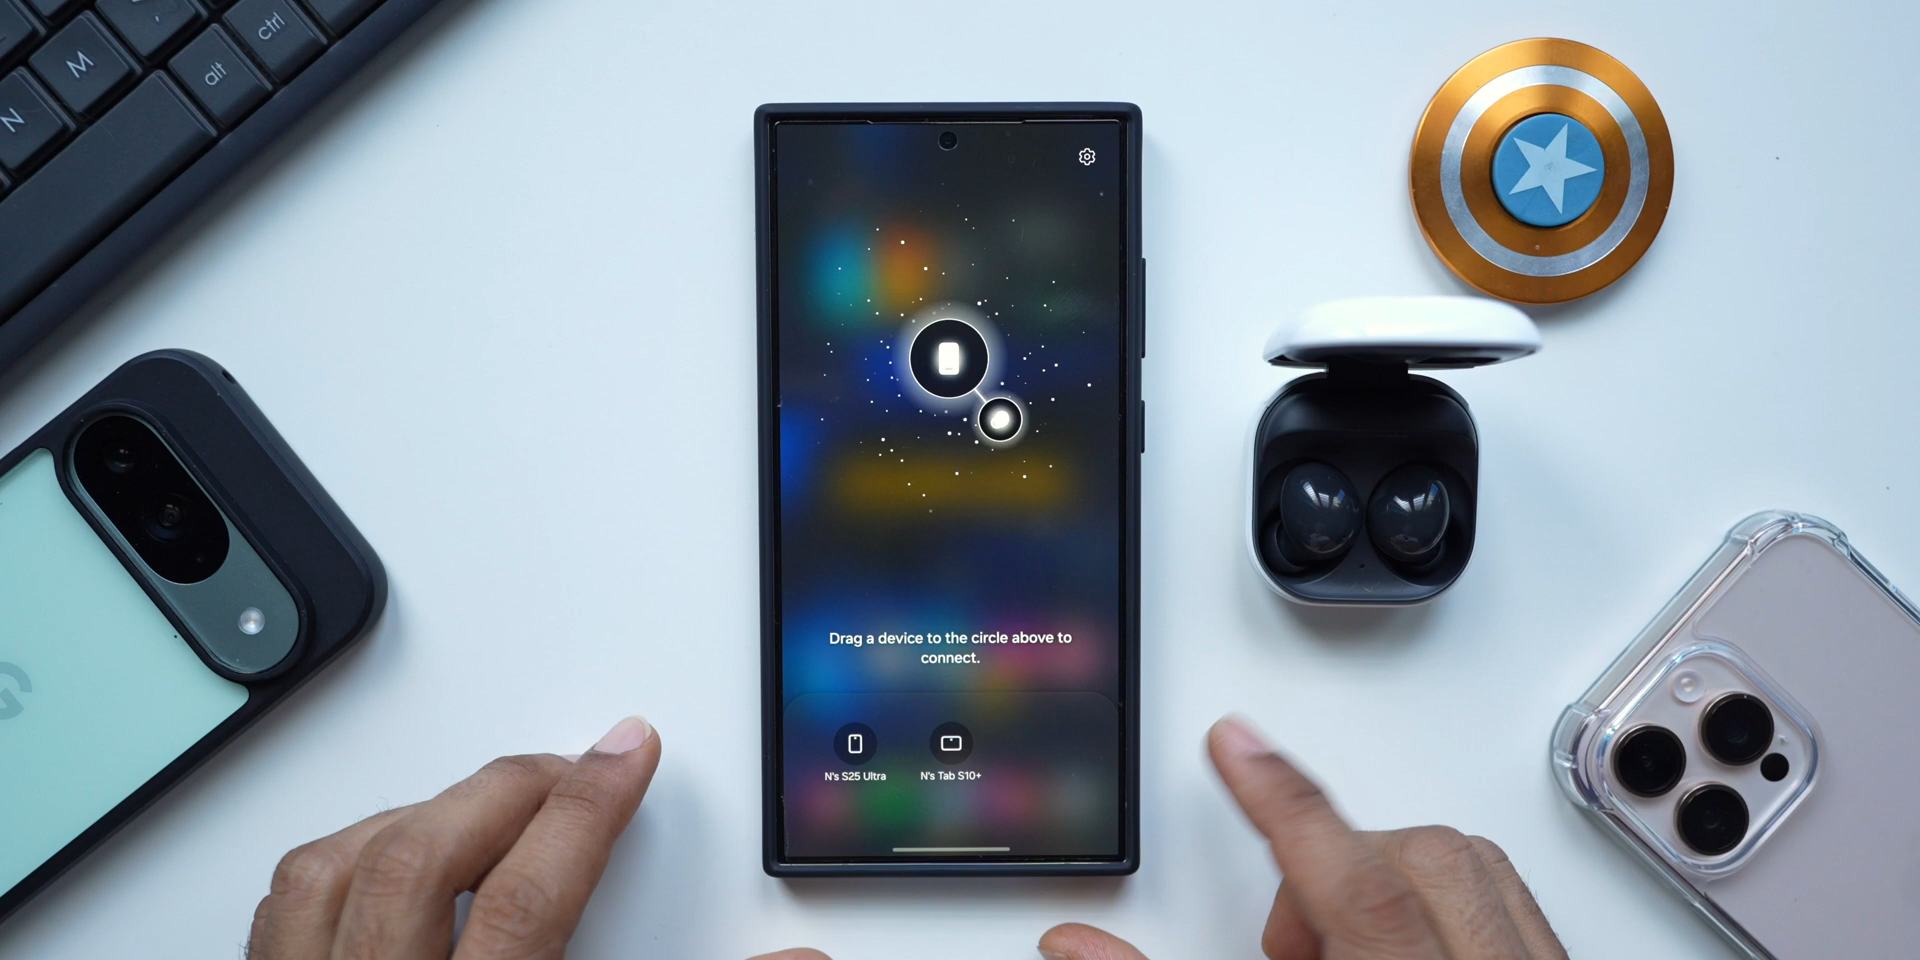 M
N
alt
ctrl
G
Drag a device to the circle above to
connect.
N's S25 Ultra
N's Tab S10+